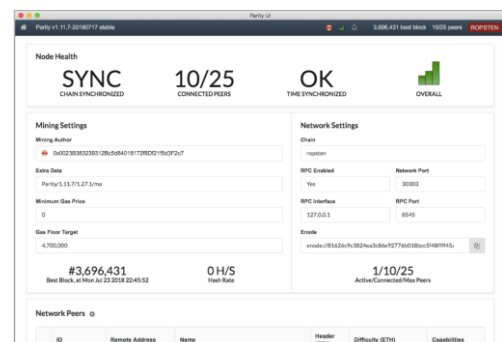 Parity UI
Parity v1.11.7-20180717 stable
3,696,431 best block 10/25 peers ROPSTEN
Node Health
SYNC
CHAIN SYNCHRONIZED
10/25
CONNECTED PEERS
OK
TIME SYNCHRONIZED
OVERALL
Mining Settings
Mining Author
Extra Data
Parity/1.11.7/1.27.1/ma
Minimum Gas Price
0
Gas Floor Target
4,700,000
#3,696,431
Best Block, at Mon Jul 23 2018 22:45:52
0 H/S
Hash Rate
Network Settings
Chain
ropsten
RPC Enabled
Yes
Network Port
30303
RPC Interface
127.0.0.1
RPC Port
8545
Enode
1/10/25
Active/Connected/Max Peers
Network Peers
ID Remote Address Name Header Difficulty (ETH) Capabilities